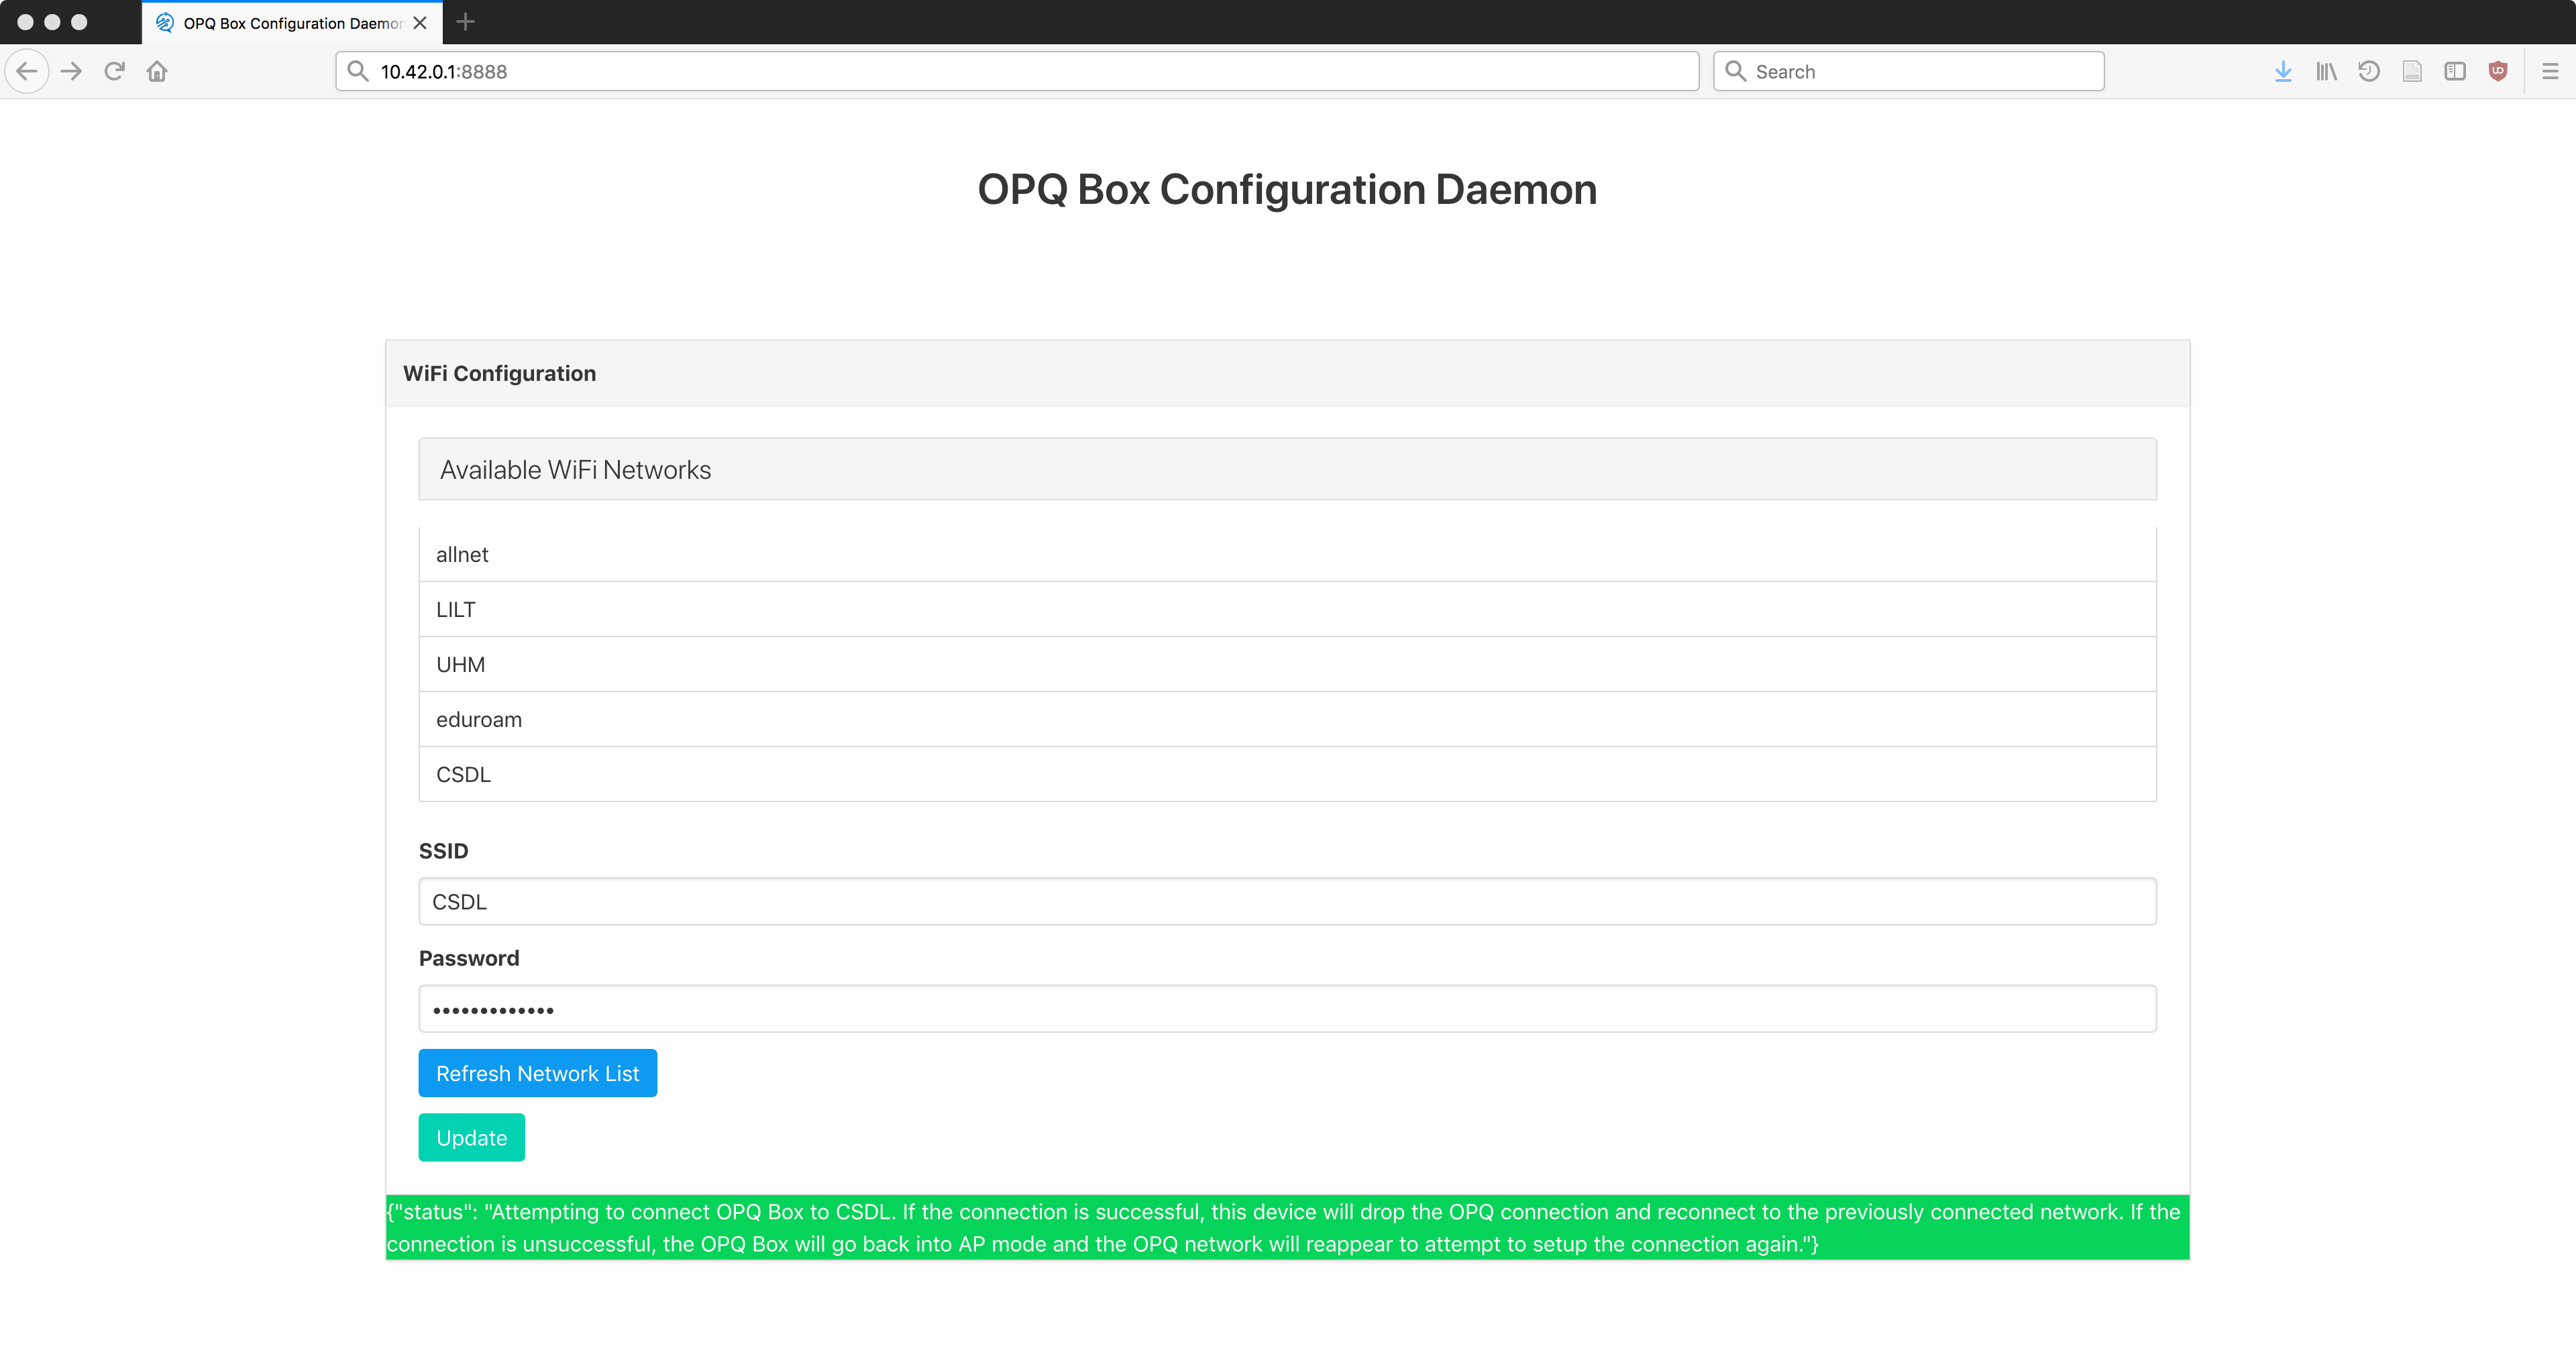 OPQ Box Configuration Daemon
10.42.0.1:8888
Search
OPQ Box Configuration Daemon
WiFi Configuration
Available WiFi Networks
allnet
LILT
UHM
eduroam
CSDL
SSID
CSDL
Password
•••••••••••••
Refresh Network List
Update
{"status": "Attempting to connect OPQ Box to CSDL. If the connection is successful, this device will drop the OPQ connection and reconnect to the previously connected network. If the
connection is unsuccessful, the OPQ Box will go back into AP mode and the OPQ network will reappear to attempt to setup the connection again."}